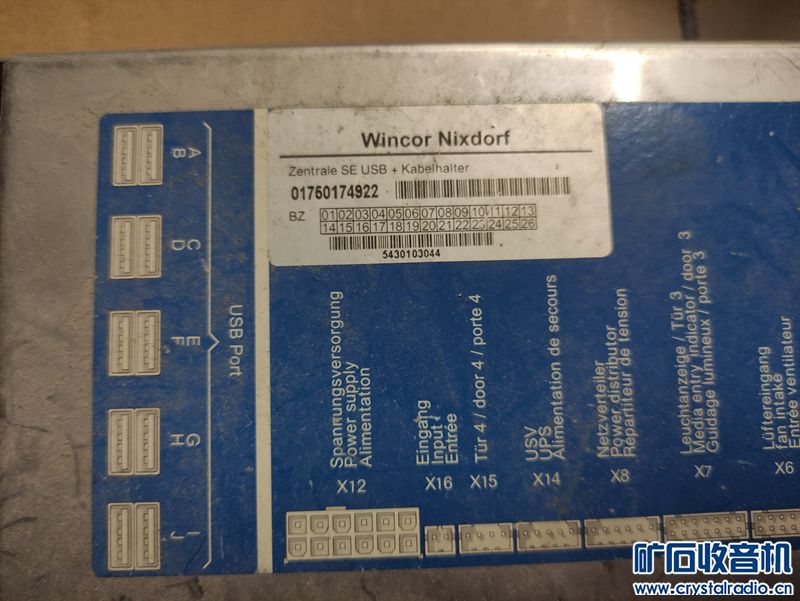 Wincor Nixdorf
Zentrale SE USB + Kabelhalter
01750174922
BZ
01 02 03 04 05 06 07 08 09 10 11 12 13
14 15 16 17 18 19 20 21 22 23 24 25 26
5430103044
A
B
C
D
E
F
G
H
I
J
USB Port
Spannungsversorgung
Power supply
Alimentation
X12
Eingang
Input
Entrée
X16
Tür 4 / door 4 / porte 4
X15
USV
UPS
Alimentation de secours
X14
Netzverteiler
Power distributor
Repartiteur de tension
X8
Leuchtanzeige / Tür 3
Media entry indicator / door 3
Guidage lumineux / porte 3
X7
Lüftereingang
fan intake
Entrée ventilateur
X6
矿石收音机
www.crystalradio.cn